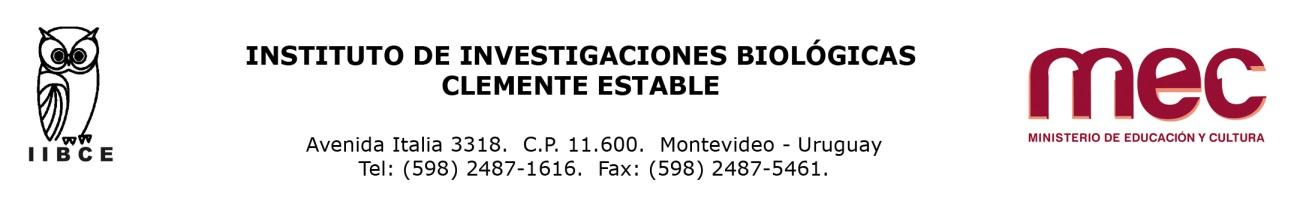 IIBCE
INSTITUTO DE INVESTIGACIONES BIOLÓGICAS
CLEMENTE ESTABLE
Avenida Italia 3318.  C.P. 11.600.  Montevideo - Uruguay
Tel: (598) 2487-1616.  Fax: (598) 2487-5461.
mec
MINISTERIO DE EDUCACIÓN Y CULTURA